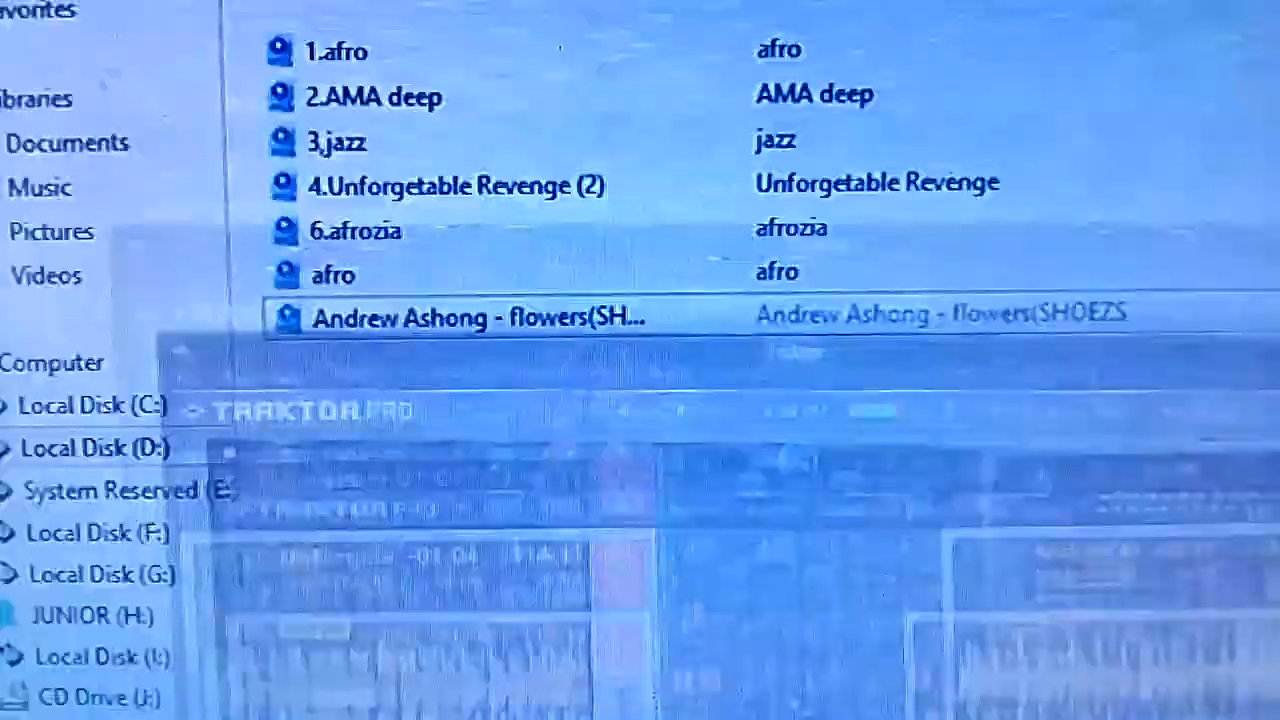 avorites
1.afro afro
ibraries 2.AMA deep AMA deep
Documents 3,jazz jazz
Music 4.Unforgetable Revenge (2) Unforgetable Revenge
Pictures 6.afrozia afrozia
Videos afro afro
Andrew Ashong - flowers(SH... Andrew Ashong - flowers(SHOEZS
Computer
Local Disk (C:) TRAKTOR PRO
Local Disk (D:)
System Reserved (E:
Local Disk (F:)
Local Disk (G:)
JUNIOR (H:)
Local Disk (I:)
CD Drive (J:)